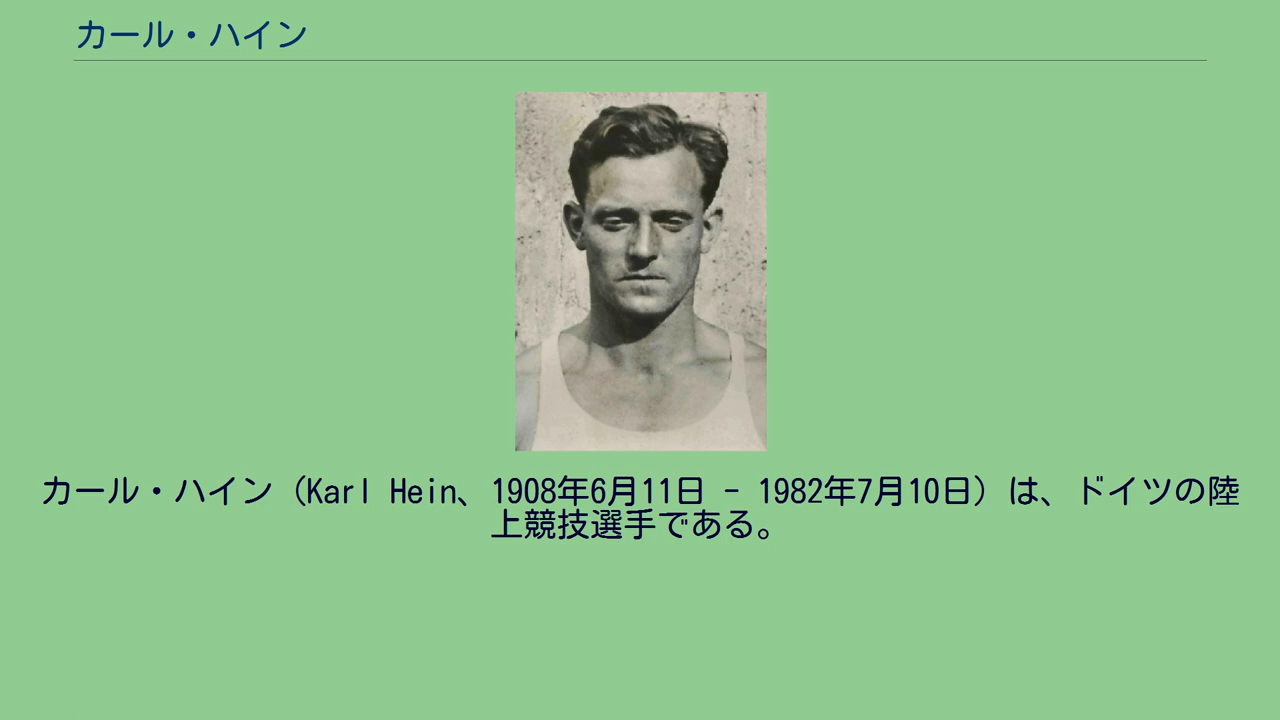 カール・ハイン
カール・ハイン（Karl Hein、1908年6月11日 - 1982年7月10日）は、ドイツの陸
上競技選手である。